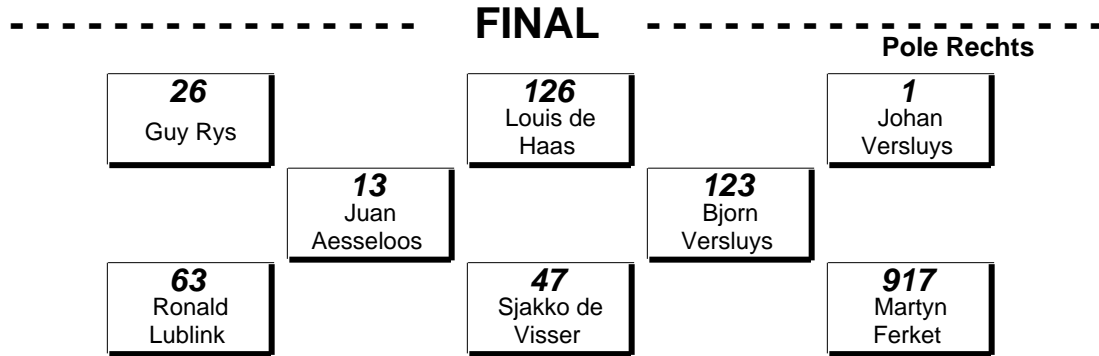 FINAL
Pole Rechts
26
Guy Rys
126
Louis de
Haas
1
Johan
Versluys
13
Juan
Aesseloos
123
Bjorn
Versluys
63
Ronald
Lublink
47
Sjakko de
Visser
917
Martyn
Ferket